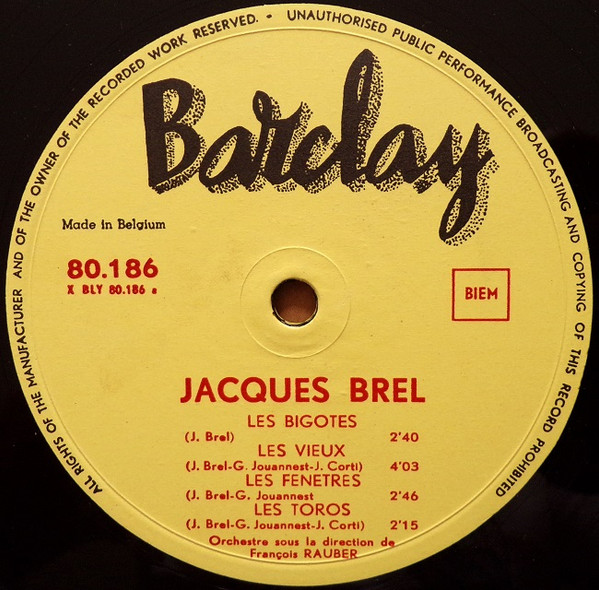 ALL RIGHTS OF THE MANUFACTURER AND OF THE OWNER OF THE RECORDED WORK RESERVED. - UNAUTHORISED PUBLIC PERFORMANCE BROADCASTING AND COPYING OF THIS RECORD PROHIBITED
Barclay
Made in Belgium
80.186
X BLY 80.186 a
BIEM
JACQUES BREL
LES BIGOTES
(J. Brel) 2'40
LES VIEUX
(J. Brel-G. Jouannest-J. Corti) 4'03
LES FENETRES
(J. Brel-G. Jouannest 2'46
LES TOROS
(J. Brel-G. Jouannest-J. Corti) 2'15
Orchestre sous la direction de
François RAUBER